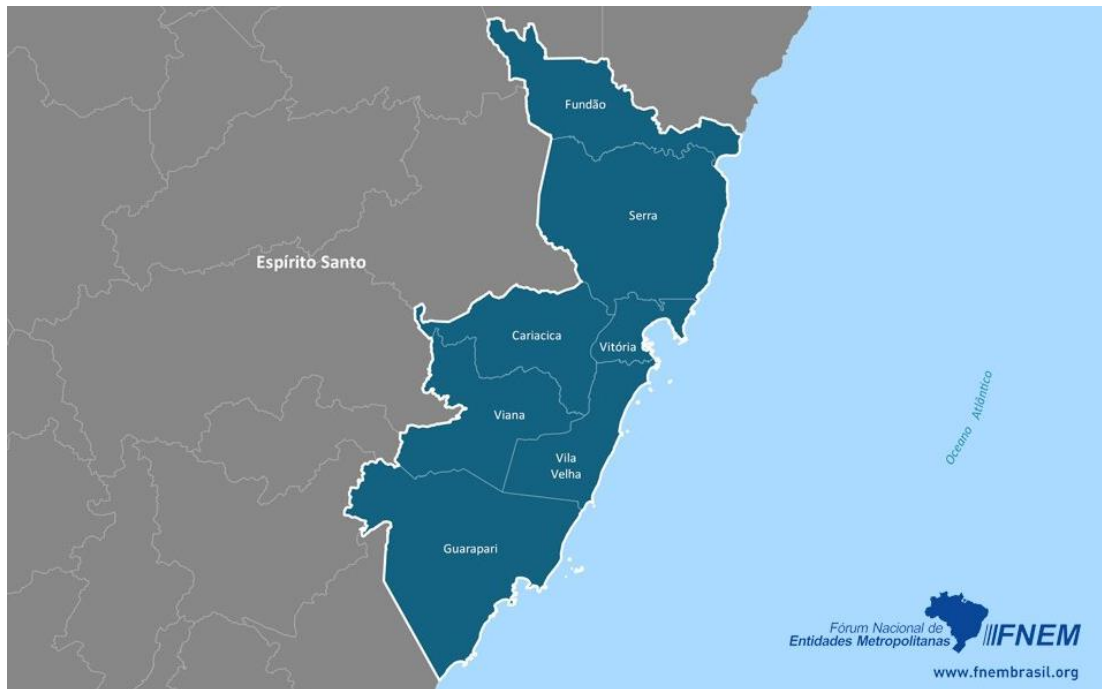 Fundão
Serra
Espírito Santo
Cariacica
Vitória
Viana
Vila
Velha
Guarapari
Oceano Atlântico
Fórum Nacional de
Entidades Metropolitanas
FNEM
www.fnembrasil.org